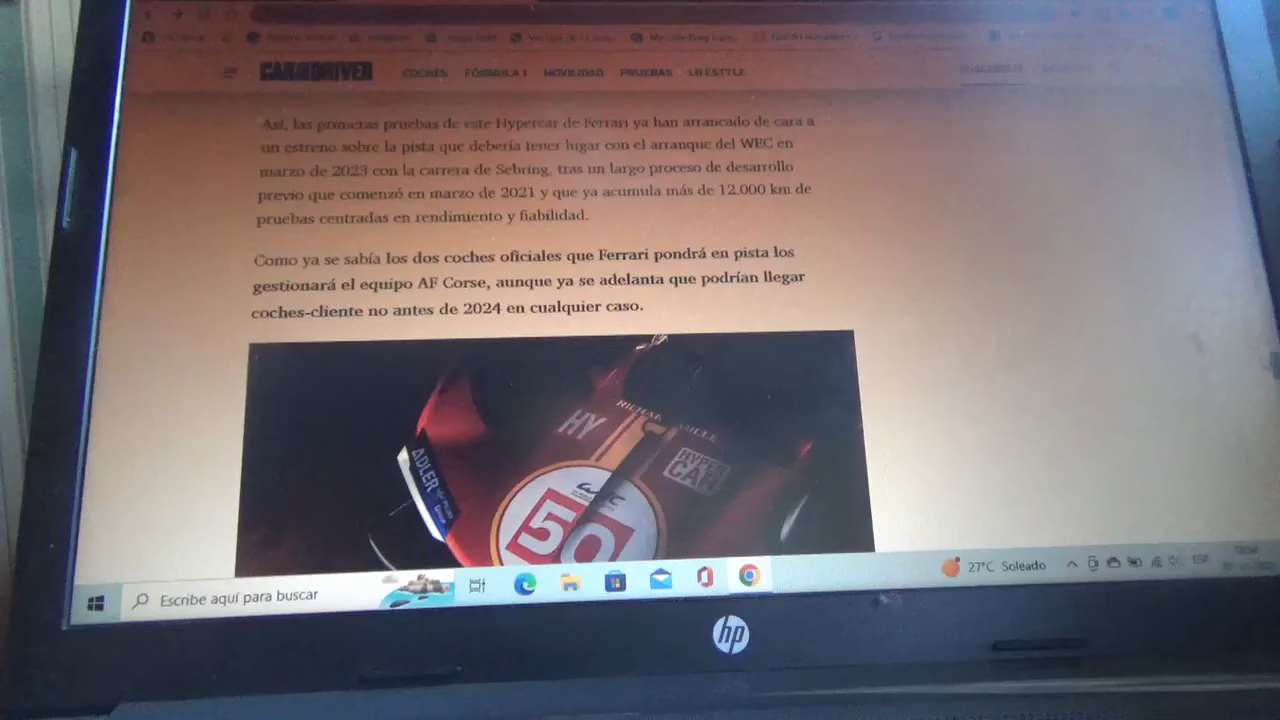 CAR AND DRIVER COCHES FÓRMULA 1 MOVILIDAD PRUEBAS LIFESTYLE
Así, las primeras pruebas de este Hypercar de Ferrari ya han arrancado de cara a
un estreno sobre la pista que debería tener lugar con el arranque del WEC en
marzo de 2023 con la carrera de Sebring, tras un largo proceso de desarrollo
previo que comenzó en marzo de 2021 y que ya acumula más de 12.000 km de
pruebas centradas en rendimiento y fiabilidad.
Como ya se sabía los dos coches oficiales que Ferrari pondrá en pista los
gestionará el equipo AF Corse, aunque ya se adelanta que podrían llegar
coches-cliente no antes de 2024 en cualquier caso.
RICHARD MILLE
HY
HYPER
CAR
ADLER
WEC
50
Escribe aquí para buscar
27°C Soleado
ESP
hp